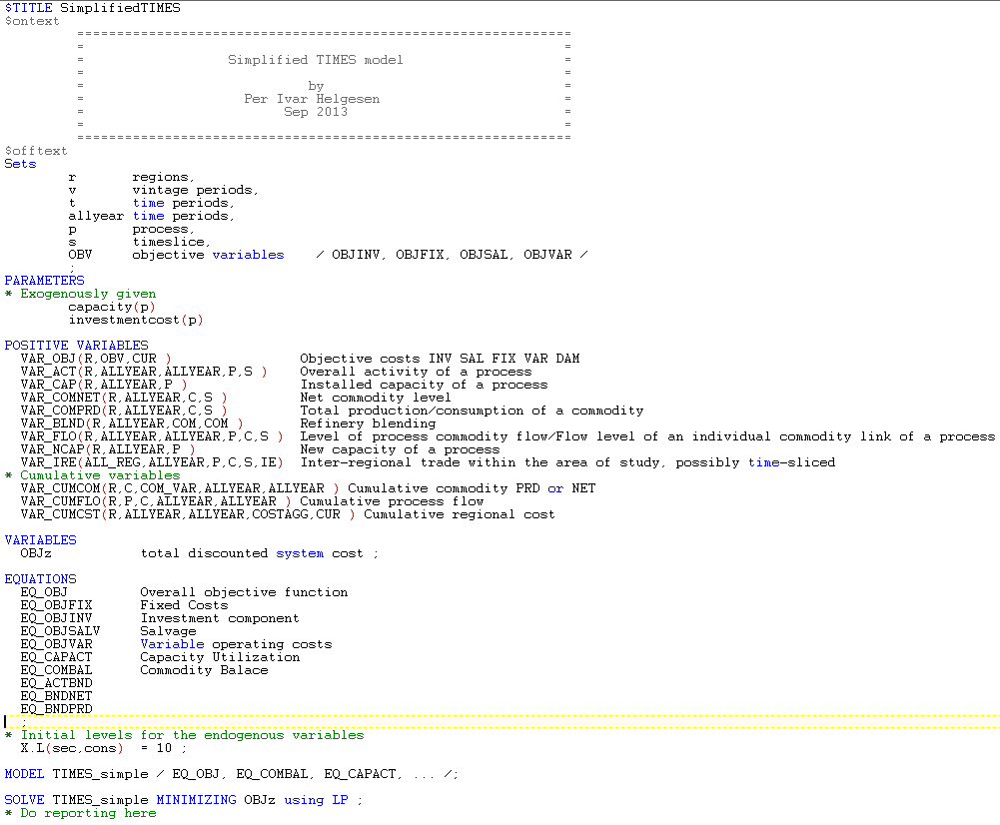 $TITLE SimplifiedTIMES
$ontext
==============================================================
=                                                            =
=                  Simplified TIMES model                    =
=                                                            =
=                            by                              =
=                    Per Ivar Helgesen                       =
=                         Sep 2013                           =
=                                                            =
==============================================================
$offtext
Sets
        r       regions,
        v       vintage periods,
        t       time periods,
        allyear time periods,
        p       process,
        s       timeslice,
        OBV     objective variables    / OBJINV, OBJFIX, OBJSAL, OBJVAR /
        ;
PARAMETERS
* Exogenously given
        capacity(p)
        investmentcost(p)
POSITIVE VARIABLES
  VAR_OBJ(R,OBV,CUR )                Objective costs INV SAL FIX VAR DAM
  VAR_ACT(R,ALLYEAR,ALLYEAR,P,S )    Overall activity of a process
  VAR_CAP(R,ALLYEAR,P )              Installed capacity of a process
  VAR_COMNET(R,ALLYEAR,C,S )         Net commodity level
  VAR_COMPRD(R,ALLYEAR,C,S )         Total production/consumption of a commodity
  VAR_BLND(R,ALLYEAR,COM,COM )       Refinery blending
  VAR_FLO(R,ALLYEAR,ALLYEAR,P,C,S )  Level of process commodity flow/Flow level of an individual commodity link of a process
  VAR_NCAP(R,ALLYEAR,P )             New capacity of a process
  VAR_IRE(ALL_REG,ALLYEAR,P,C,S,IE)  Inter-regional trade within the area of study, possibly time-sliced
* Cumulative variables
  VAR_CUMCOM(R,C,COM_VAR,ALLYEAR,ALLYEAR ) Cumulative commodity PRD or NET
  VAR_CUMFLO(R,P,C,ALLYEAR,ALLYEAR ) Cumulative process flow
  VAR_CUMCST(R,ALLYEAR,ALLYEAR,COSTAGG,CUR ) Cumulative regional cost
VARIABLES
  OBJz           total discounted system cost ;
EQUATIONS
  EQ_OBJ         Overall objective function
  EQ_OBJFIX      Fixed Costs
  EQ_OBJINV      Investment component
  EQ_OBJSALV     Salvage
  EQ_OBJVAR      Variable operating costs
  EQ_CAPACT      Capacity Utilization
  EQ_COMBAL      Commodity Balace
  EQ_ACTBND
  EQ_BNDNET
  EQ_BNDPRD
  ;
* Initial levels for the endogenous variables
  X.L(sec,cons)  = 10 ;
MODEL TIMES_simple / EQ_OBJ, EQ_COMBAL, EQ_CAPACT, ... /;
SOLVE TIMES_simple MINIMIZING OBJz using LP ;
* Do reporting here